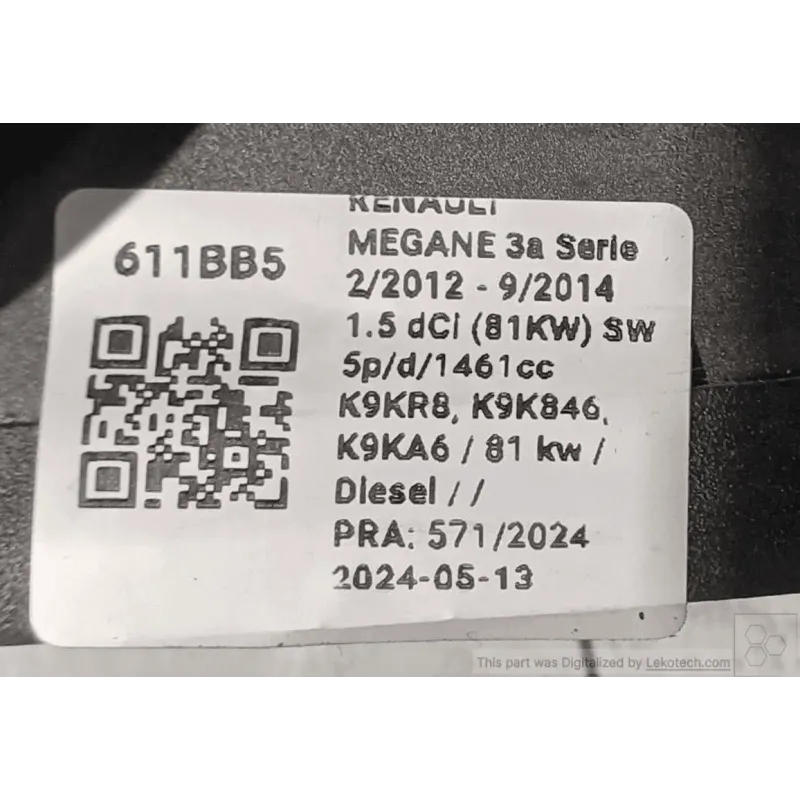 611BB5
RENAULT
MEGANE 3a Serie
2/2012 - 9/2014
1.5 dCi (81KW) SW
5p/d/1461cc
K9KR8, K9K846,
K9KA6 / 81 kw /
Diesel / /
PRA: 571/2024
2024-05-13
This part was Digitalized by Lekotech.com